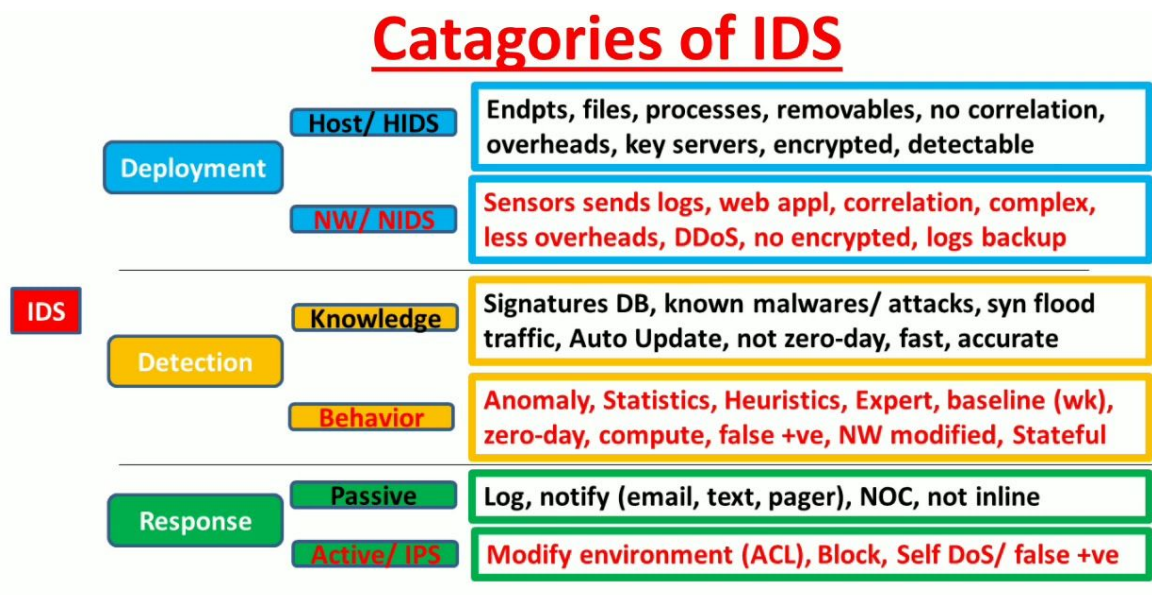 Catagories of IDS
IDS
Deployment
Host/ HIDS
Endpts, files, processes, removables, no correlation,
overheads, key servers, encrypted, detectable
NW/ NIDS
Sensors sends logs, web appl, correlation, complex,
less overheads, DDoS, no encrypted, logs backup
Detection
Knowledge
Signatures DB, known malwares/ attacks, syn flood
traffic, Auto Update, not zero-day, fast, accurate
Behavior
Anomaly, Statistics, Heuristics, Expert, baseline (wk),
zero-day, compute, false +ve, NW modified, Stateful
Response
Passive
Log, notify (email, text, pager), NOC, not inline
Active/ IPS
Modify environment (ACL), Block, Self DoS/ false +ve